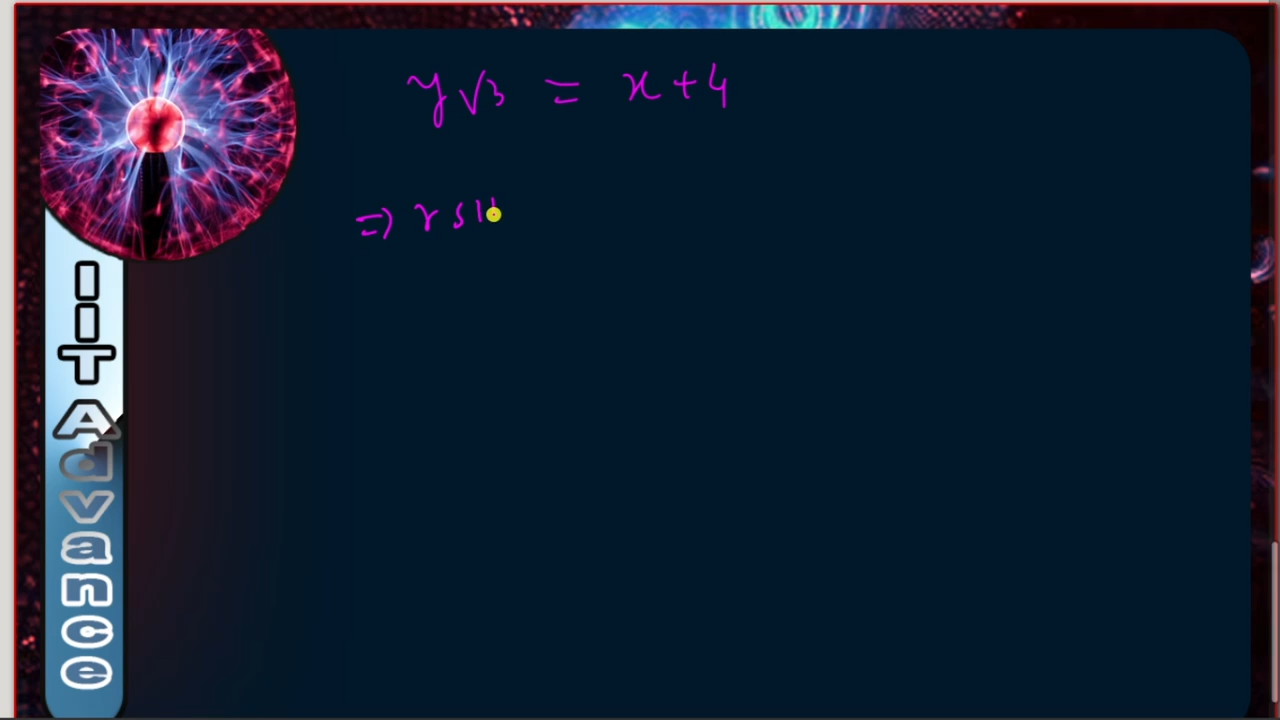 y√3 = x+4
⇒ r si
IIT Advance